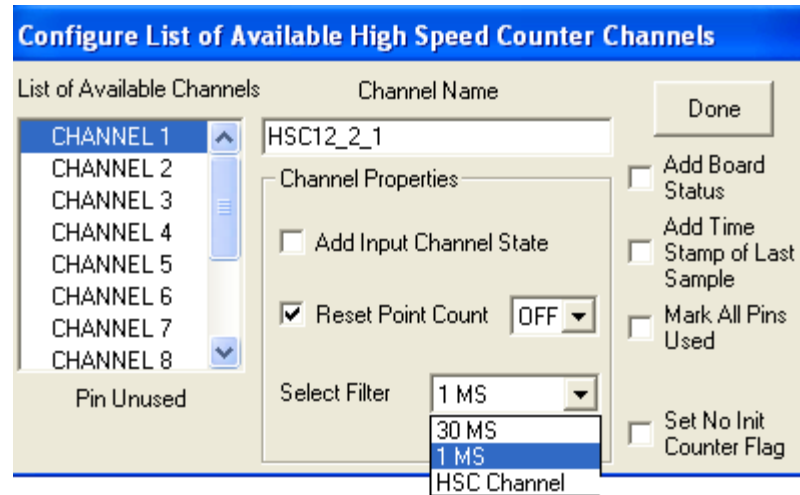 Configure List of Available High Speed Counter Channels
List of Available Channels
CHANNEL 1
CHANNEL 2
CHANNEL 3
CHANNEL 4
CHANNEL 5
CHANNEL 6
CHANNEL 7
CHANNEL 8
Pin Unused
Channel Name
HSC12_2_1
Channel Properties
Add Input Channel State
Reset Point Count OFF
Select Filter 1 MS
30 MS
1 MS
HSC Channel
Done
Add Board
Status
Add Time
Stamp of Last
Sample
Mark All Pins
Used
Set No Init
Counter Flag